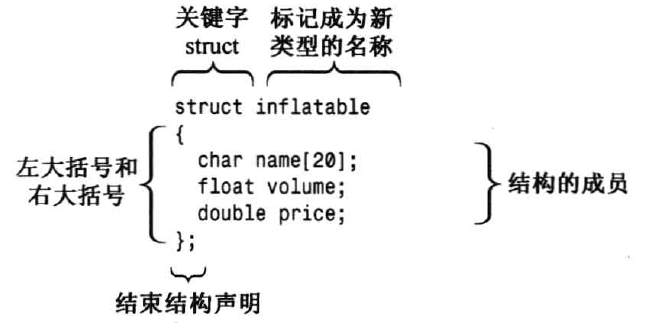 关键字 标记成为新
struct 类型的名称
struct inflatable
{
左大括号和
右大括号
char name[20];
float volume;
double price;
结构的成员
};
结束结构声明